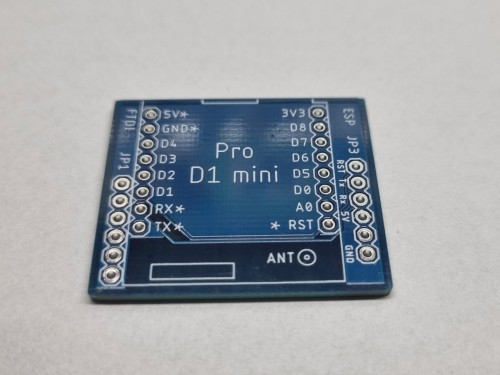 FTDI
JP1
5V*
GND*
D4
D3
D2
D1
RX*
TX*
Pro
D1 mini
3V3
D8
D7
D6
D5
D0
A0
* RST
ANT
ESP JP3
RST Tx Rx 5V GND